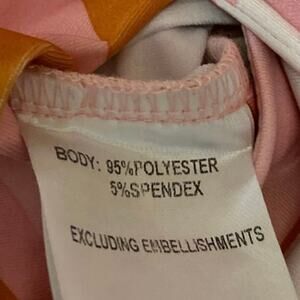 BODY: 95%POLYESTER
5%SPENDEX
EXCLUDING EMBELLISHMENTS